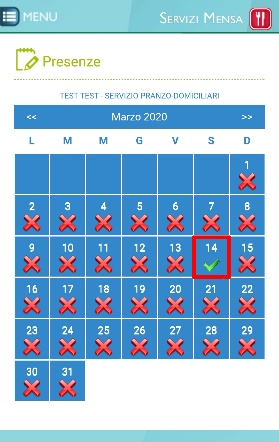 MENU
SERVIZI MENSA
Presenze
TEST TEST - SERVIZIO PRANZO-DOMICILIARI
<< Marzo 2020 >>
L M M G V S D
1
2 3 4 5 6 7 8
9 10 11 12 13 14 15
16 17 18 19 20 21 22
23 24 25 26 27 28 29
30 31